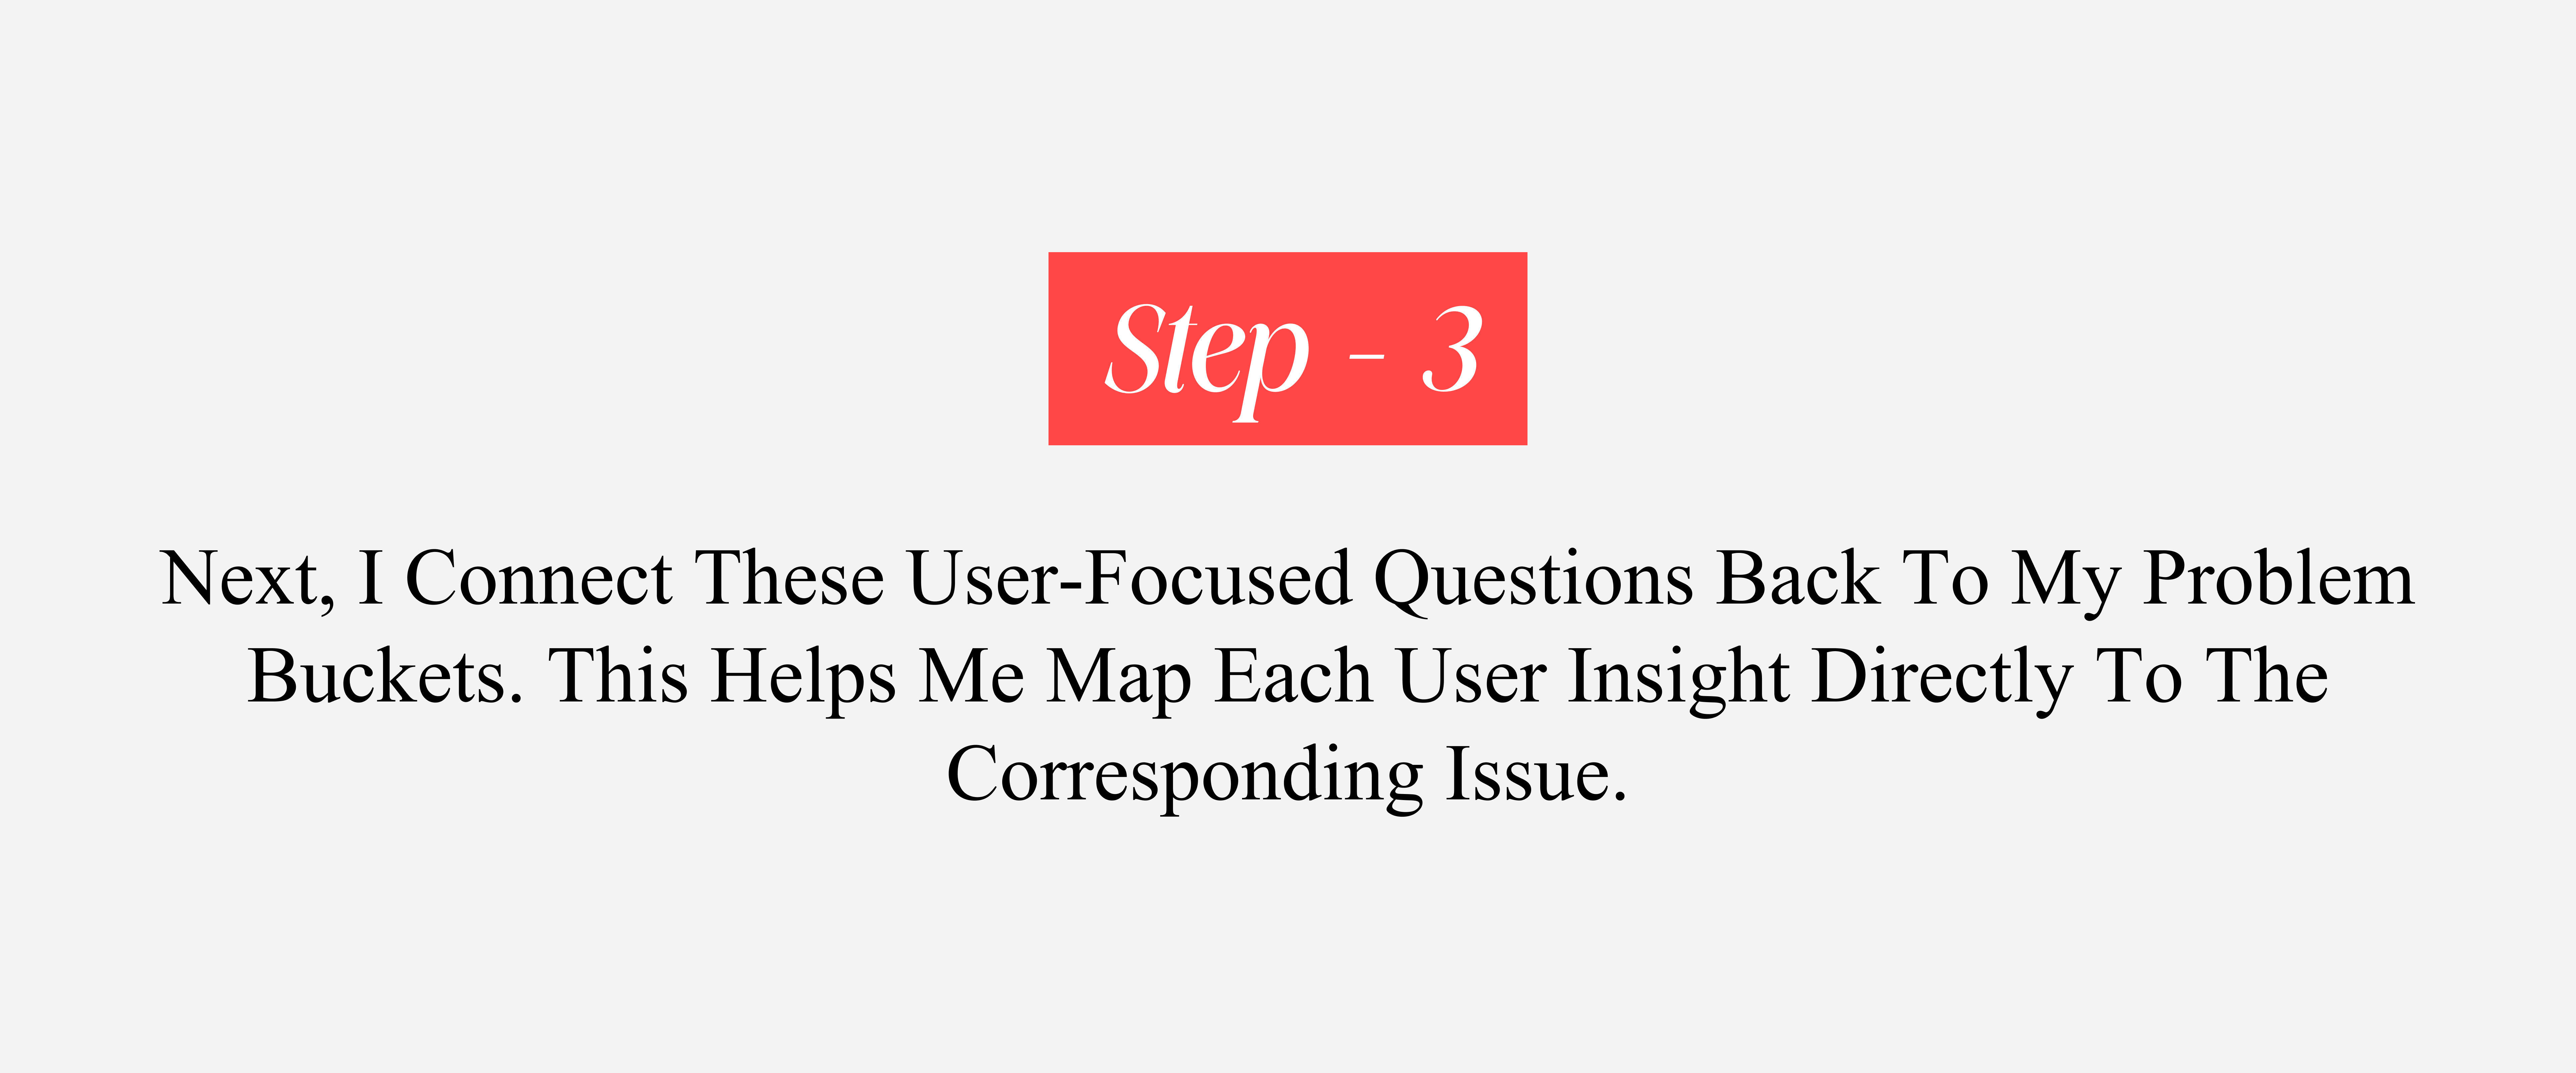 Step - 3
Next, I Connect These User-Focused Questions Back To My Problem
Buckets. This Helps Me Map Each User Insight Directly To The
Corresponding Issue.